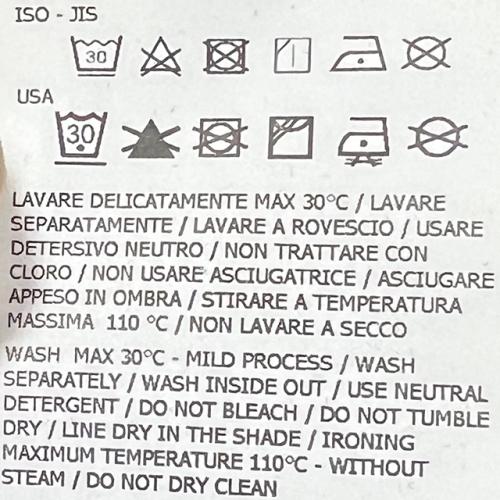 ISO - JIS
30
USA
30
LAVARE DELICATAMENTE MAX 30°C / LAVARE
SEPARATAMENTE / LAVARE A ROVESCIO / USARE
DETERSIVO NEUTRO / NON TRATTARE CON
CLORO / NON USARE ASCIUGATRICE / ASCIUGARE
APPESO IN OMBRA / STIRARE A TEMPERATURA
MASSIMA 110 °C / NON LAVARE A SECCO
WASH MAX 30°C - MILD PROCESS / WASH
SEPARATELY / WASH INSIDE OUT / USE NEUTRAL
DETERGENT / DO NOT BLEACH / DO NOT TUMBLE
DRY / LINE DRY IN THE SHADE / IRONING
MAXIMUM TEMPERATURE 110°C - WITHOUT
STEAM / DO NOT DRY CLEAN